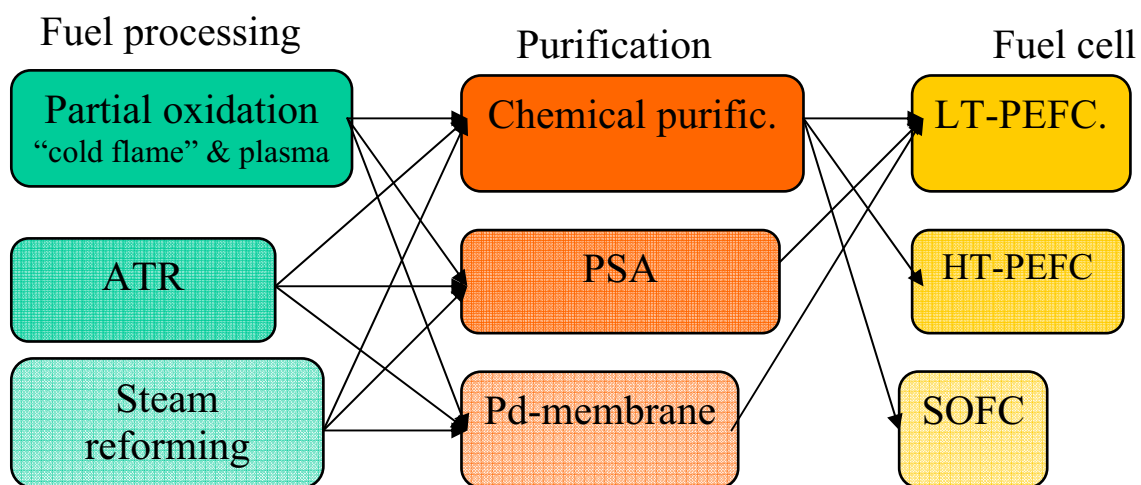 Fuel processing
Purification
Fuel cell
Partial oxidation
“cold flame” & plasma
Chemical purific.
LT-PEFC.
ATR
PSA
HT-PEFC
Steam
reforming
Pd-membrane
SOFC